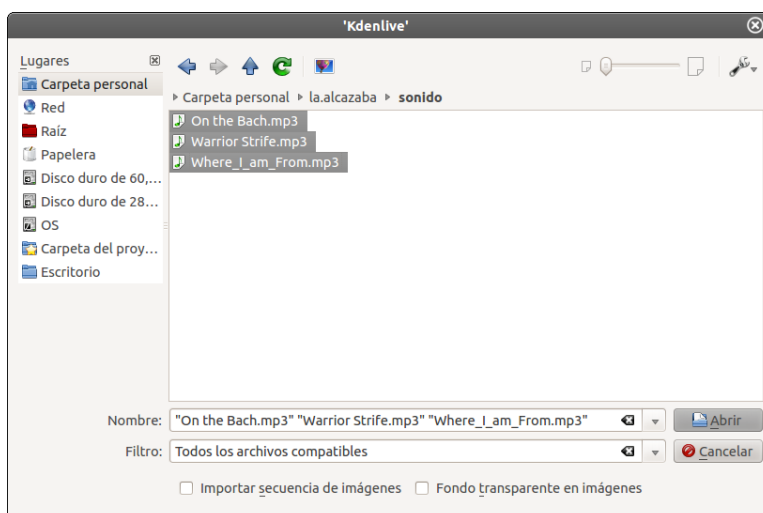 'Kdenlive'
Lugares
Carpeta personal
Red
Raíz
Papelera
Disco duro de 60,...
Disco duro de 28...
OS
Carpeta del proy...
Escritorio
Carpeta personal la.alcazaba sonido
On the Bach.mp3
Warrior Strife.mp3
Where_I_am_From.mp3
Nombre: "On the Bach.mp3" "Warrior Strife.mp3" "Where_I_am_From.mp3" Abrir
Filtro: Todos los archivos compatibles Cancelar
Importar secuencia de imágenes Fondo transparente en imágenes